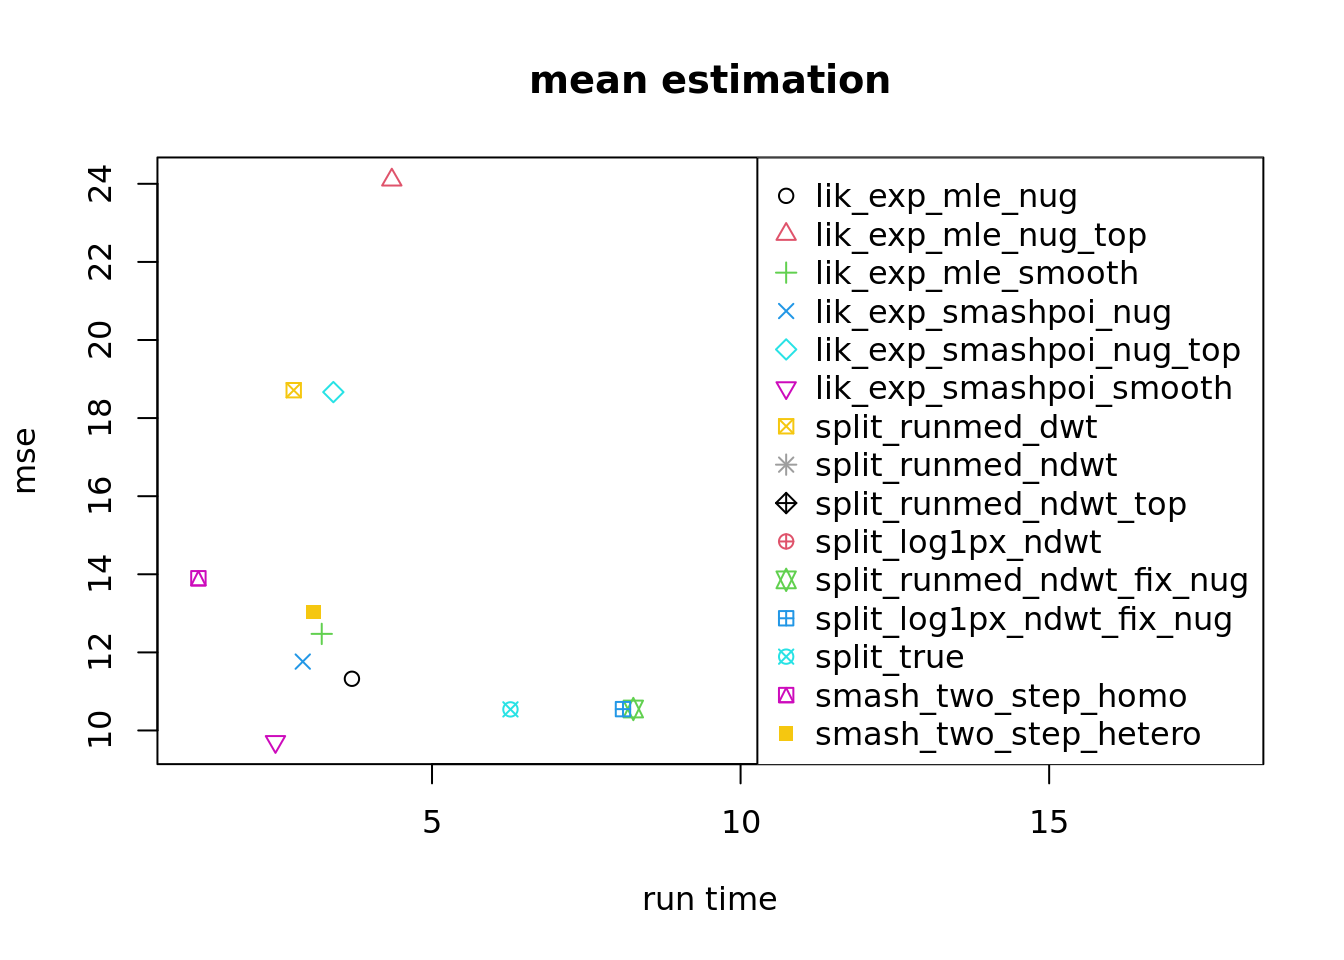 mean estimation
mse
24
22
20
18
16
14
12
10
5
10
15
run time
lik_exp_mle_nug
lik_exp_mle_nug_top
lik_exp_mle_smooth
lik_exp_smashpoi_nug
lik_exp_smashpoi_nug_top
lik_exp_smashpoi_smooth
split_runmed_dwt
split_runmed_ndwt
split_runmed_ndwt_top
split_log1px_ndwt
split_runmed_ndwt_fix_nug
split_log1px_ndwt_fix_nug
split_true
smash_two_step_homo
smash_two_step_hetero